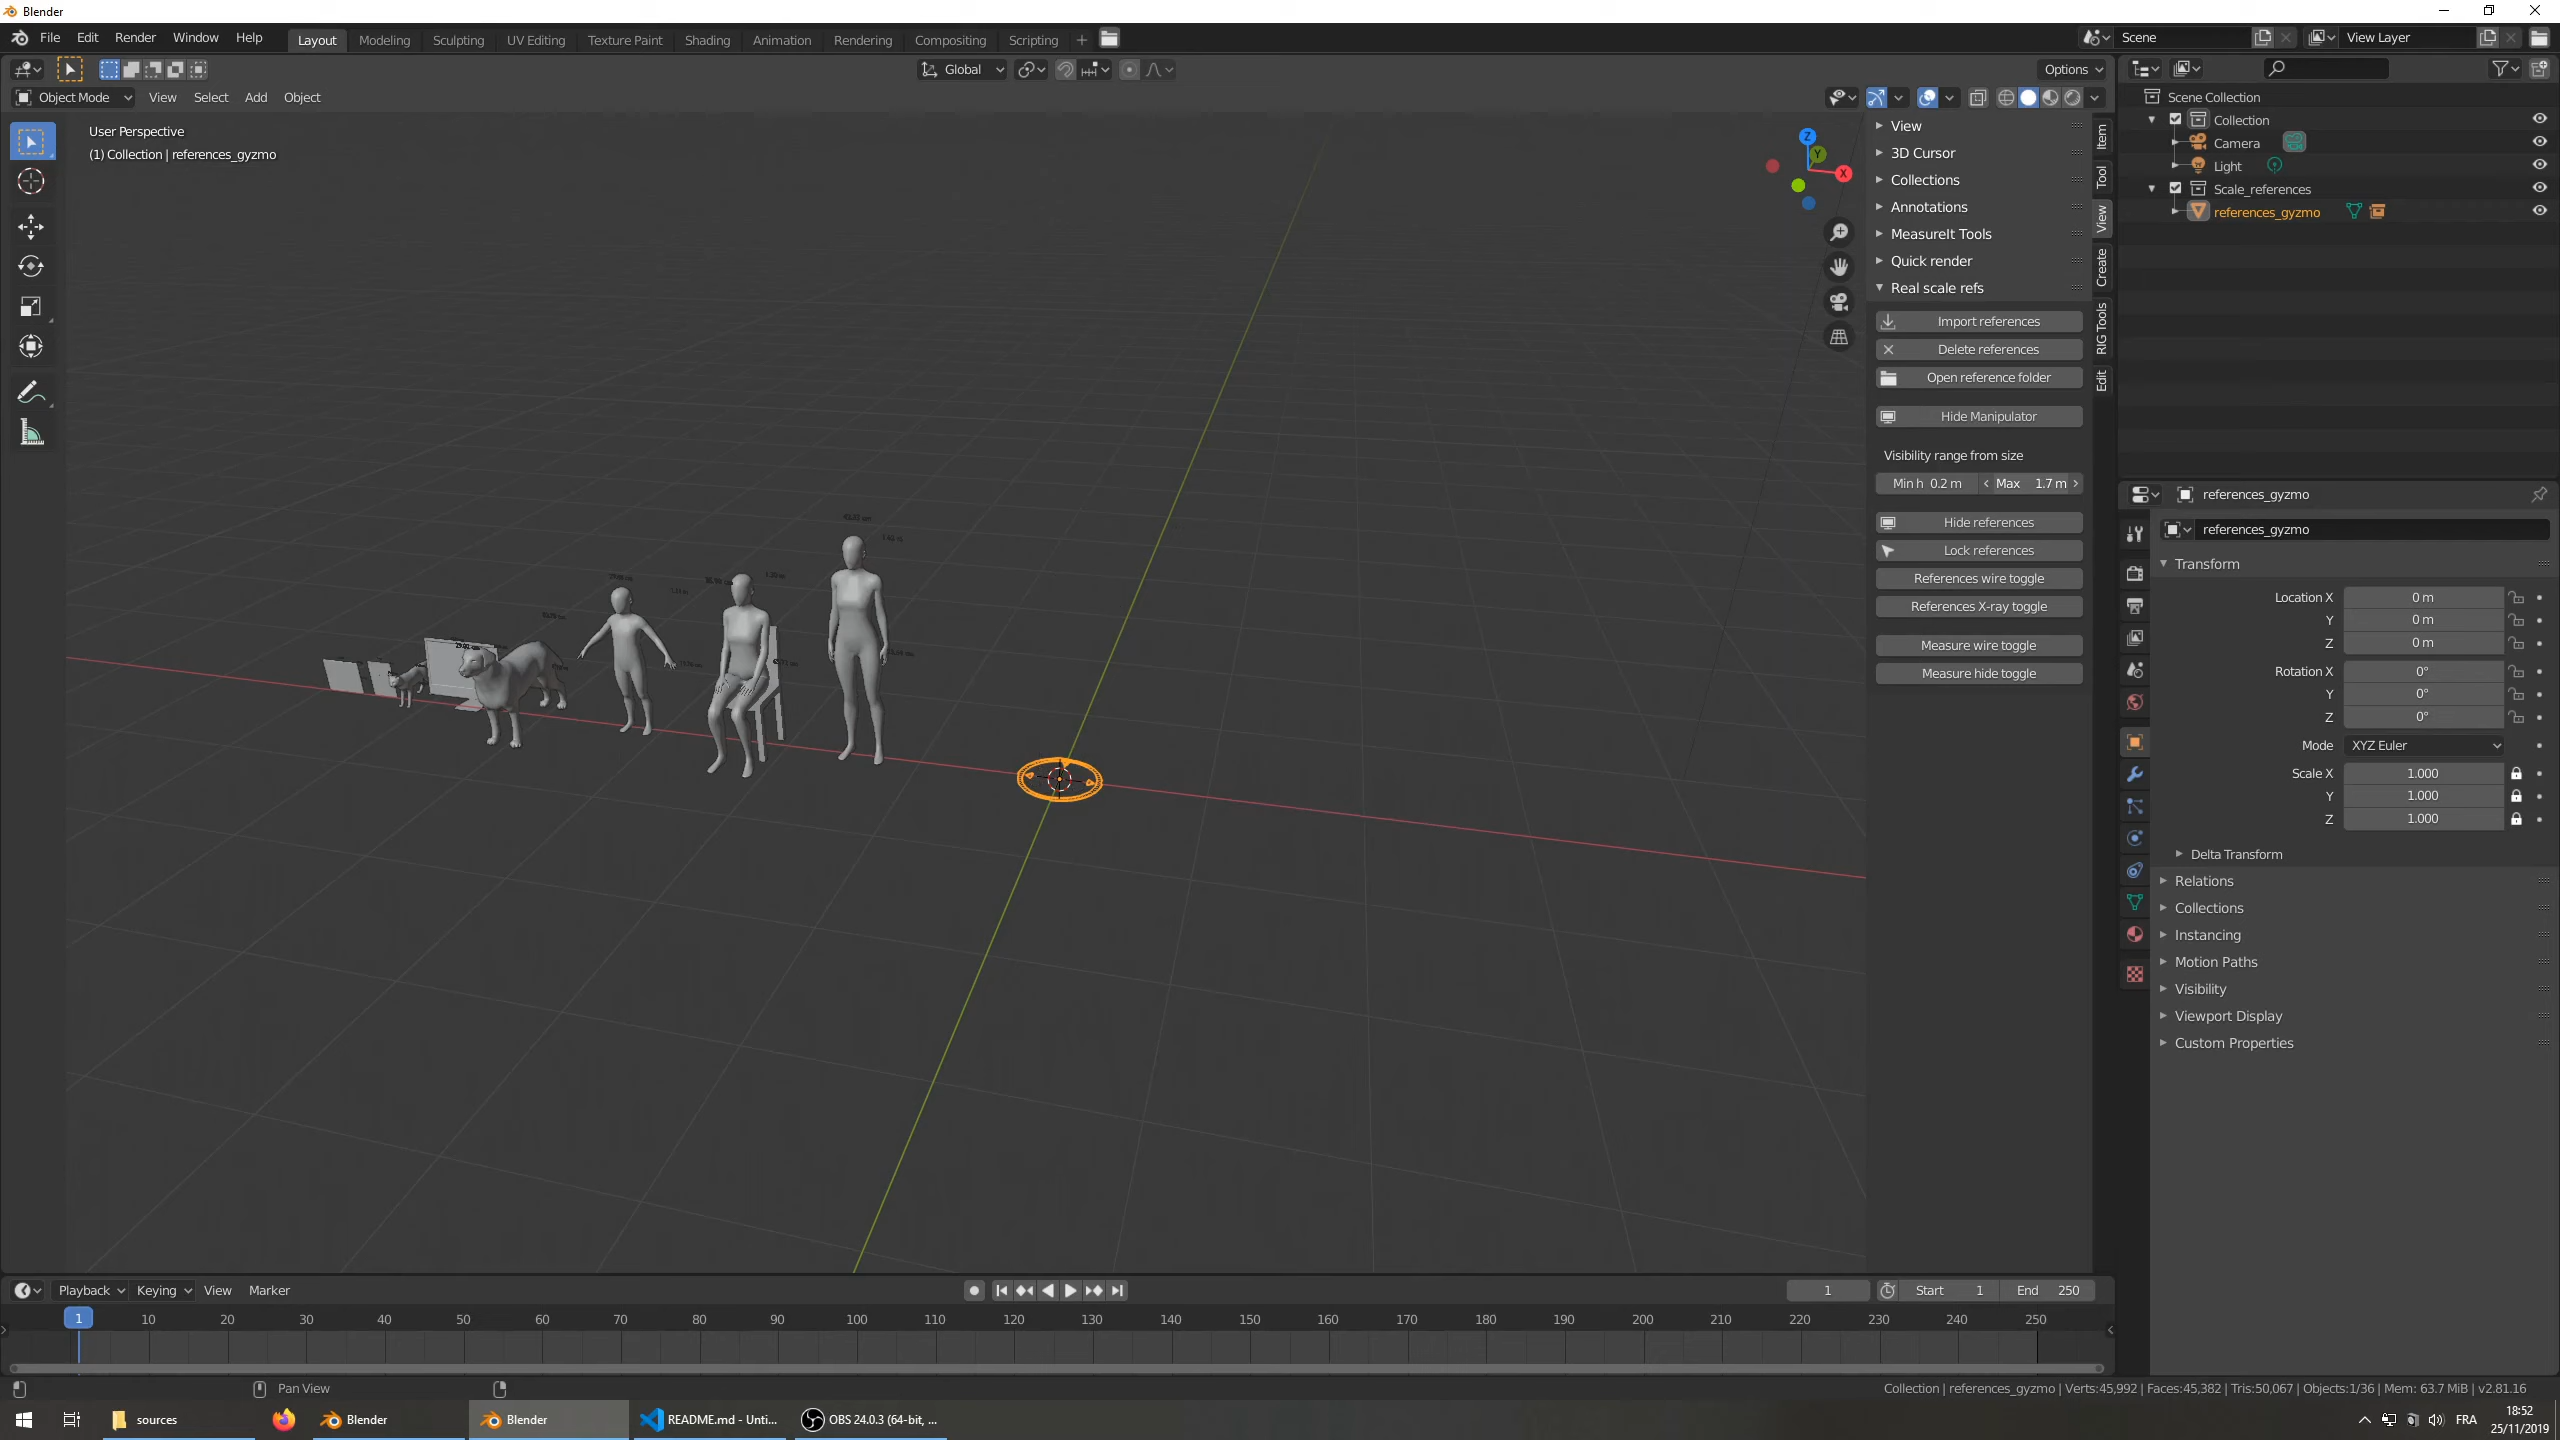 Blender
File Edit Render Window Help Layout Modeling Sculpting UV Editing Texture Paint Shading Animation Rendering Compositing Scripting + Scene View Layer
Global Options
Object Mode View Select Add Object
User Perspective
(1) Collection | references_gyzmo
Z
Y
X
View
3D Cursor
Collections
Annotations
MeasureIt Tools
Quick render
Real scale refs
Import references
Delete references
Open reference folder
Hide Manipulator
Visibility range from size
Min h 0.2 m Max 1.7 m
Hide references
Lock references
References wire toggle
References X-ray toggle
Measure wire toggle
Measure hide toggle
Item
Tool
View
Create
RIG Tools
Edit
Scene Collection
Collection
Camera
Light
Scale_references
references_gyzmo
references_gyzmo
references_gyzmo
Transform
Location X 0 m
Y 0 m
Z 0 m
Rotation X 0°
Y 0°
Z 0°
Mode XYZ Euler
Scale X 1.000
Y 1.000
Z 1.000
Delta Transform
Relations
Collections
Instancing
Motion Paths
Visibility
Viewport Display
Custom Properties
Playback Keying View Marker 1 Start 1 End 250
1 10 20 30 40 50 60 70 80 90 100 110 120 130 140 150 160 170 180 190 200 210 220 230 240 250
Pan View
Collection | references_gyzmo | Verts:45,992 | Faces:45,382 | Tris:50,067 | Objects:1/36 | Mem: 63.7 MiB | v2.81.16
sources Blender Blender README.md - Unti... OBS 24.0.3 (64-bit, ... FRA
18:52
25/11/2019